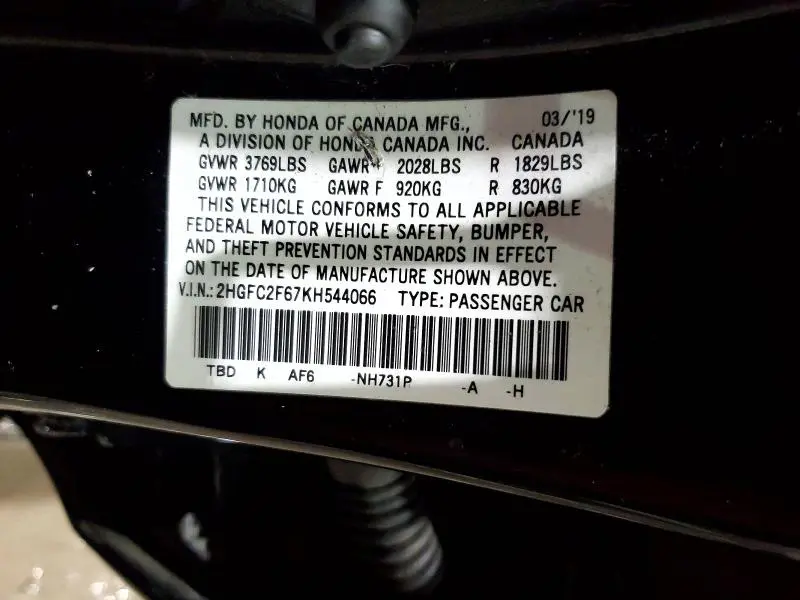 MFD. BY HONDA OF CANADA MFG., 03/'19
A DIVISION OF HONDA CANADA INC. CANADA
GVWR 3769LBS GAWR 2028LBS R 1829LBS
GVWR 1710KG GAWR F 920KG R 830KG
THIS VEHICLE CONFORMS TO ALL APPLICABLE
FEDERAL MOTOR VEHICLE SAFETY, BUMPER,
AND THEFT PREVENTION STANDARDS IN EFFECT
ON THE DATE OF MANUFACTURE SHOWN ABOVE.
V.I.N.: 2HGFC2F67KH544066 TYPE: PASSENGER CAR
TBD K AF6 -NH731P -A -H